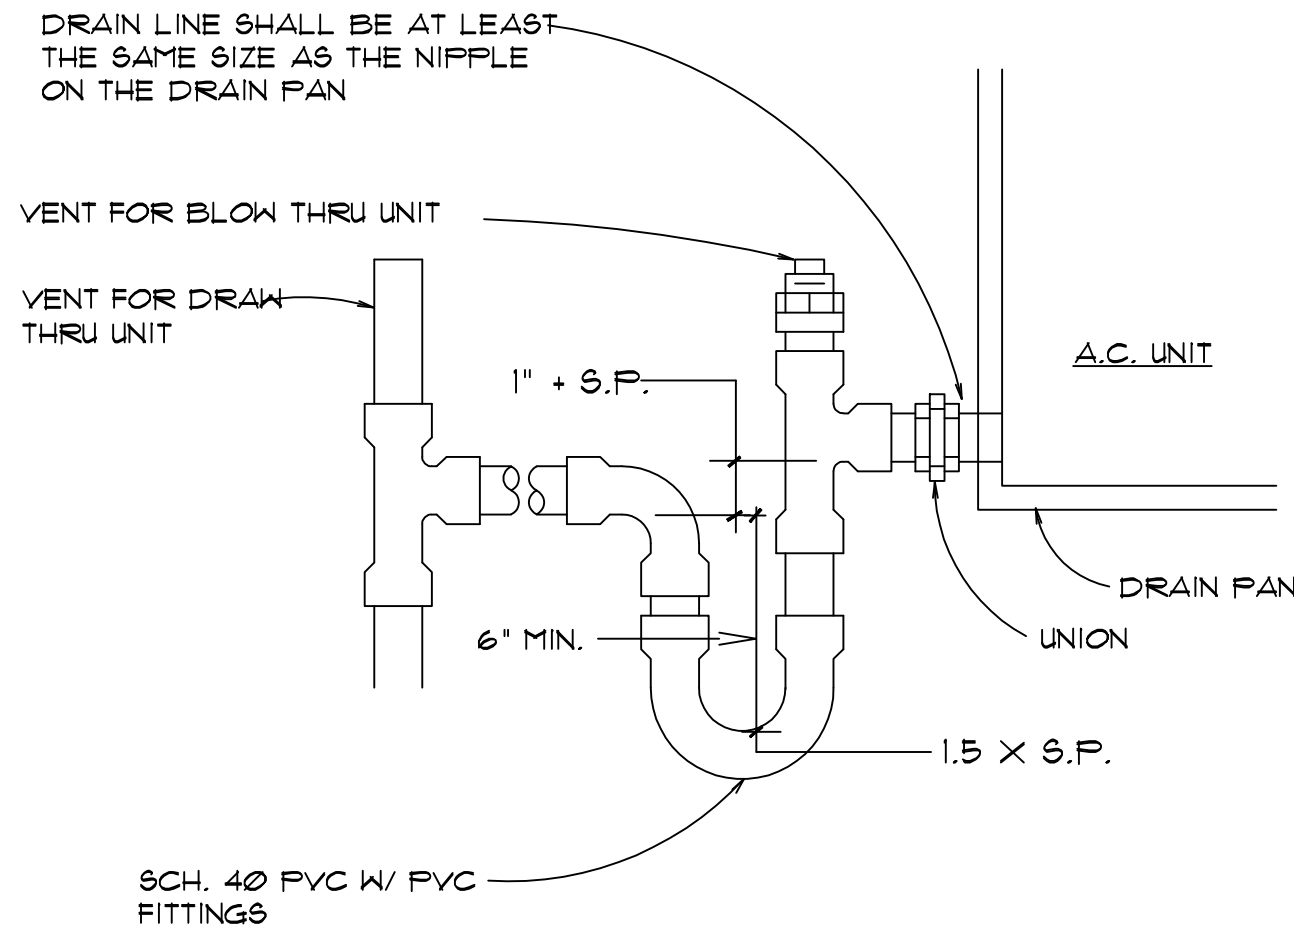 DRAIN LINE SHALL BE AT LEAST
THE SAME SIZE AS THE NIPPLE
ON THE DRAIN PAN
VENT FOR BLOW THRU UNIT
VENT FOR DRAW
THRU UNIT
A.C. UNIT
1" + S.P.
DRAIN PAN
6" MIN.
UNION
1.5 X S.P.
SCH. 40 PVC W/ PVC
FITTINGS